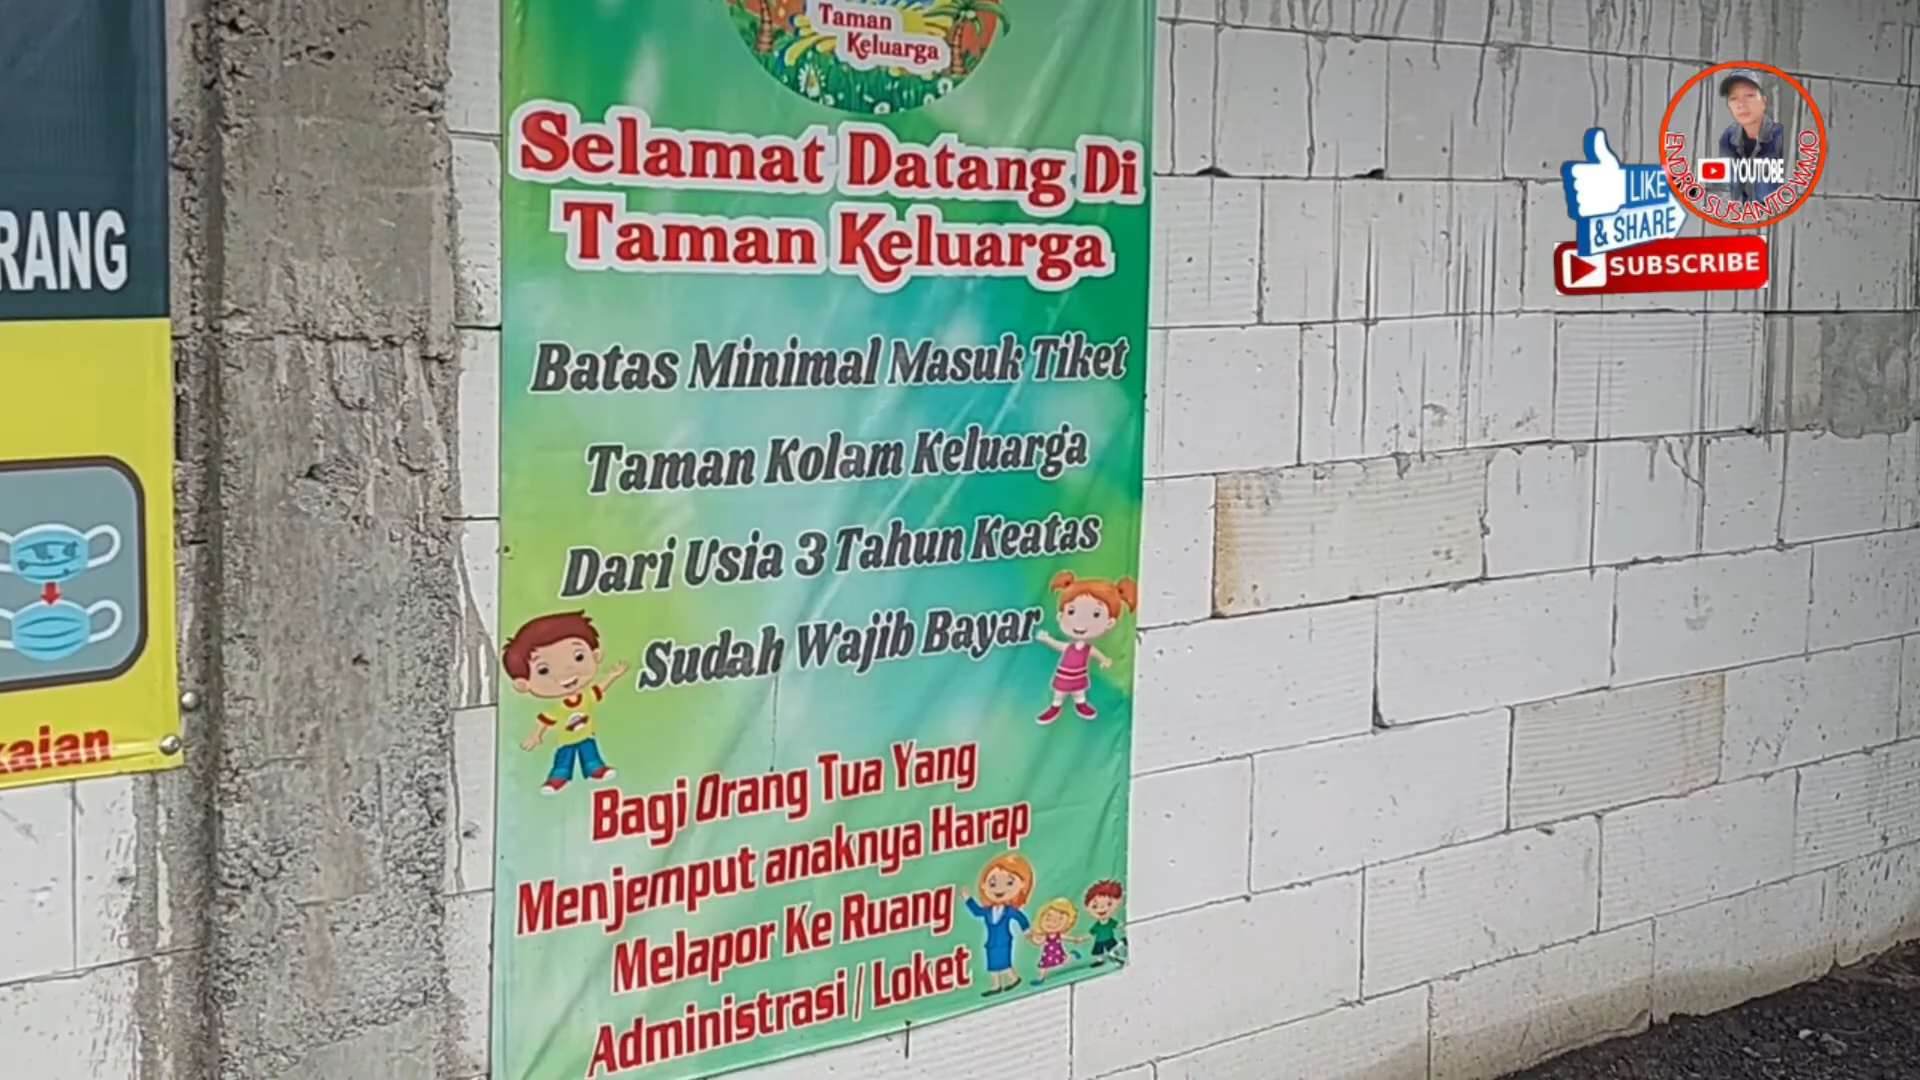 Taman
Keluarga
Selamat Datang Di
Taman Keluarga
Batas Minimal Masuk Tiket
Taman Kolam Keluarga
Dari Usia 3 Tahun Keatas
Sudah Wajib Bayar
Bagi Orang Tua Yang
Menjemput anaknya Harap
Melapor Ke Ruang
Administrasi / Loket
RANG
kaian
LIKE
& SHARE
SUBSCRIBE
YOUTUBE
ENDRO SUSANTO WMO